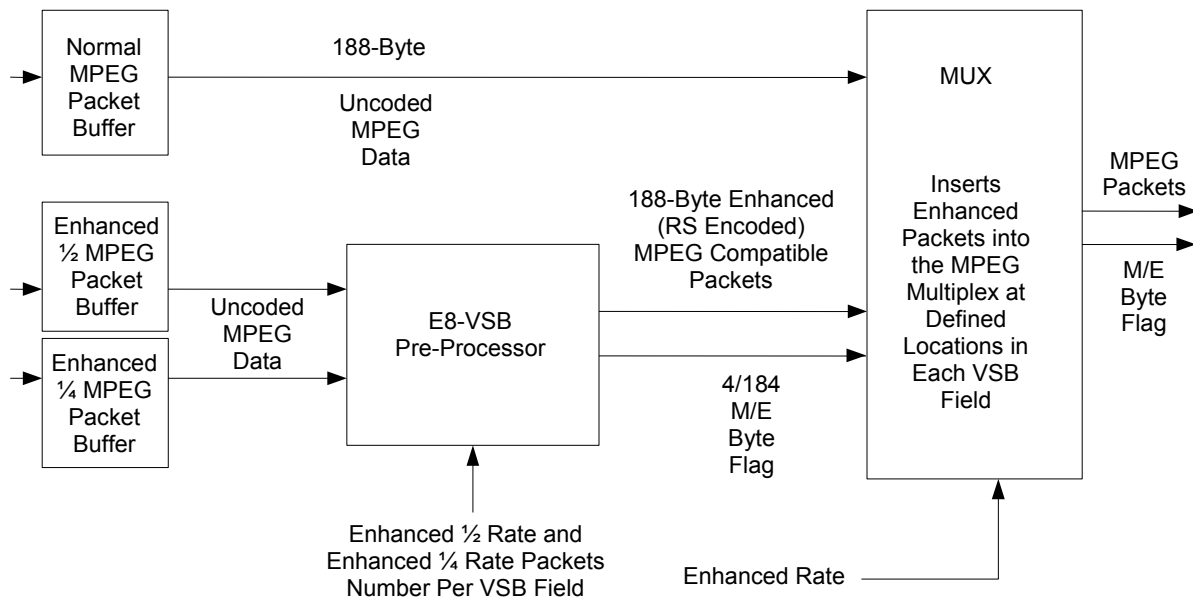 Normal
MPEG
Packet
Buffer
188-Byte
Uncoded
MPEG
Data
MUX
Inserts
Enhanced
Packets into
the MPEG
Multiplex at
Defined
Locations in
Each VSB
Field
MPEG
Packets
M/E
Byte
Flag
Enhanced
½ MPEG
Packet
Buffer
Enhanced
¼ MPEG
Packet
Buffer
Uncoded
MPEG
Data
E8-VSB
Pre-Processor
188-Byte Enhanced
(RS Encoded)
MPEG Compatible
Packets
4/184
M/E
Byte
Flag
Enhanced ½ Rate and
Enhanced ¼ Rate Packets
Number Per VSB Field
Enhanced Rate